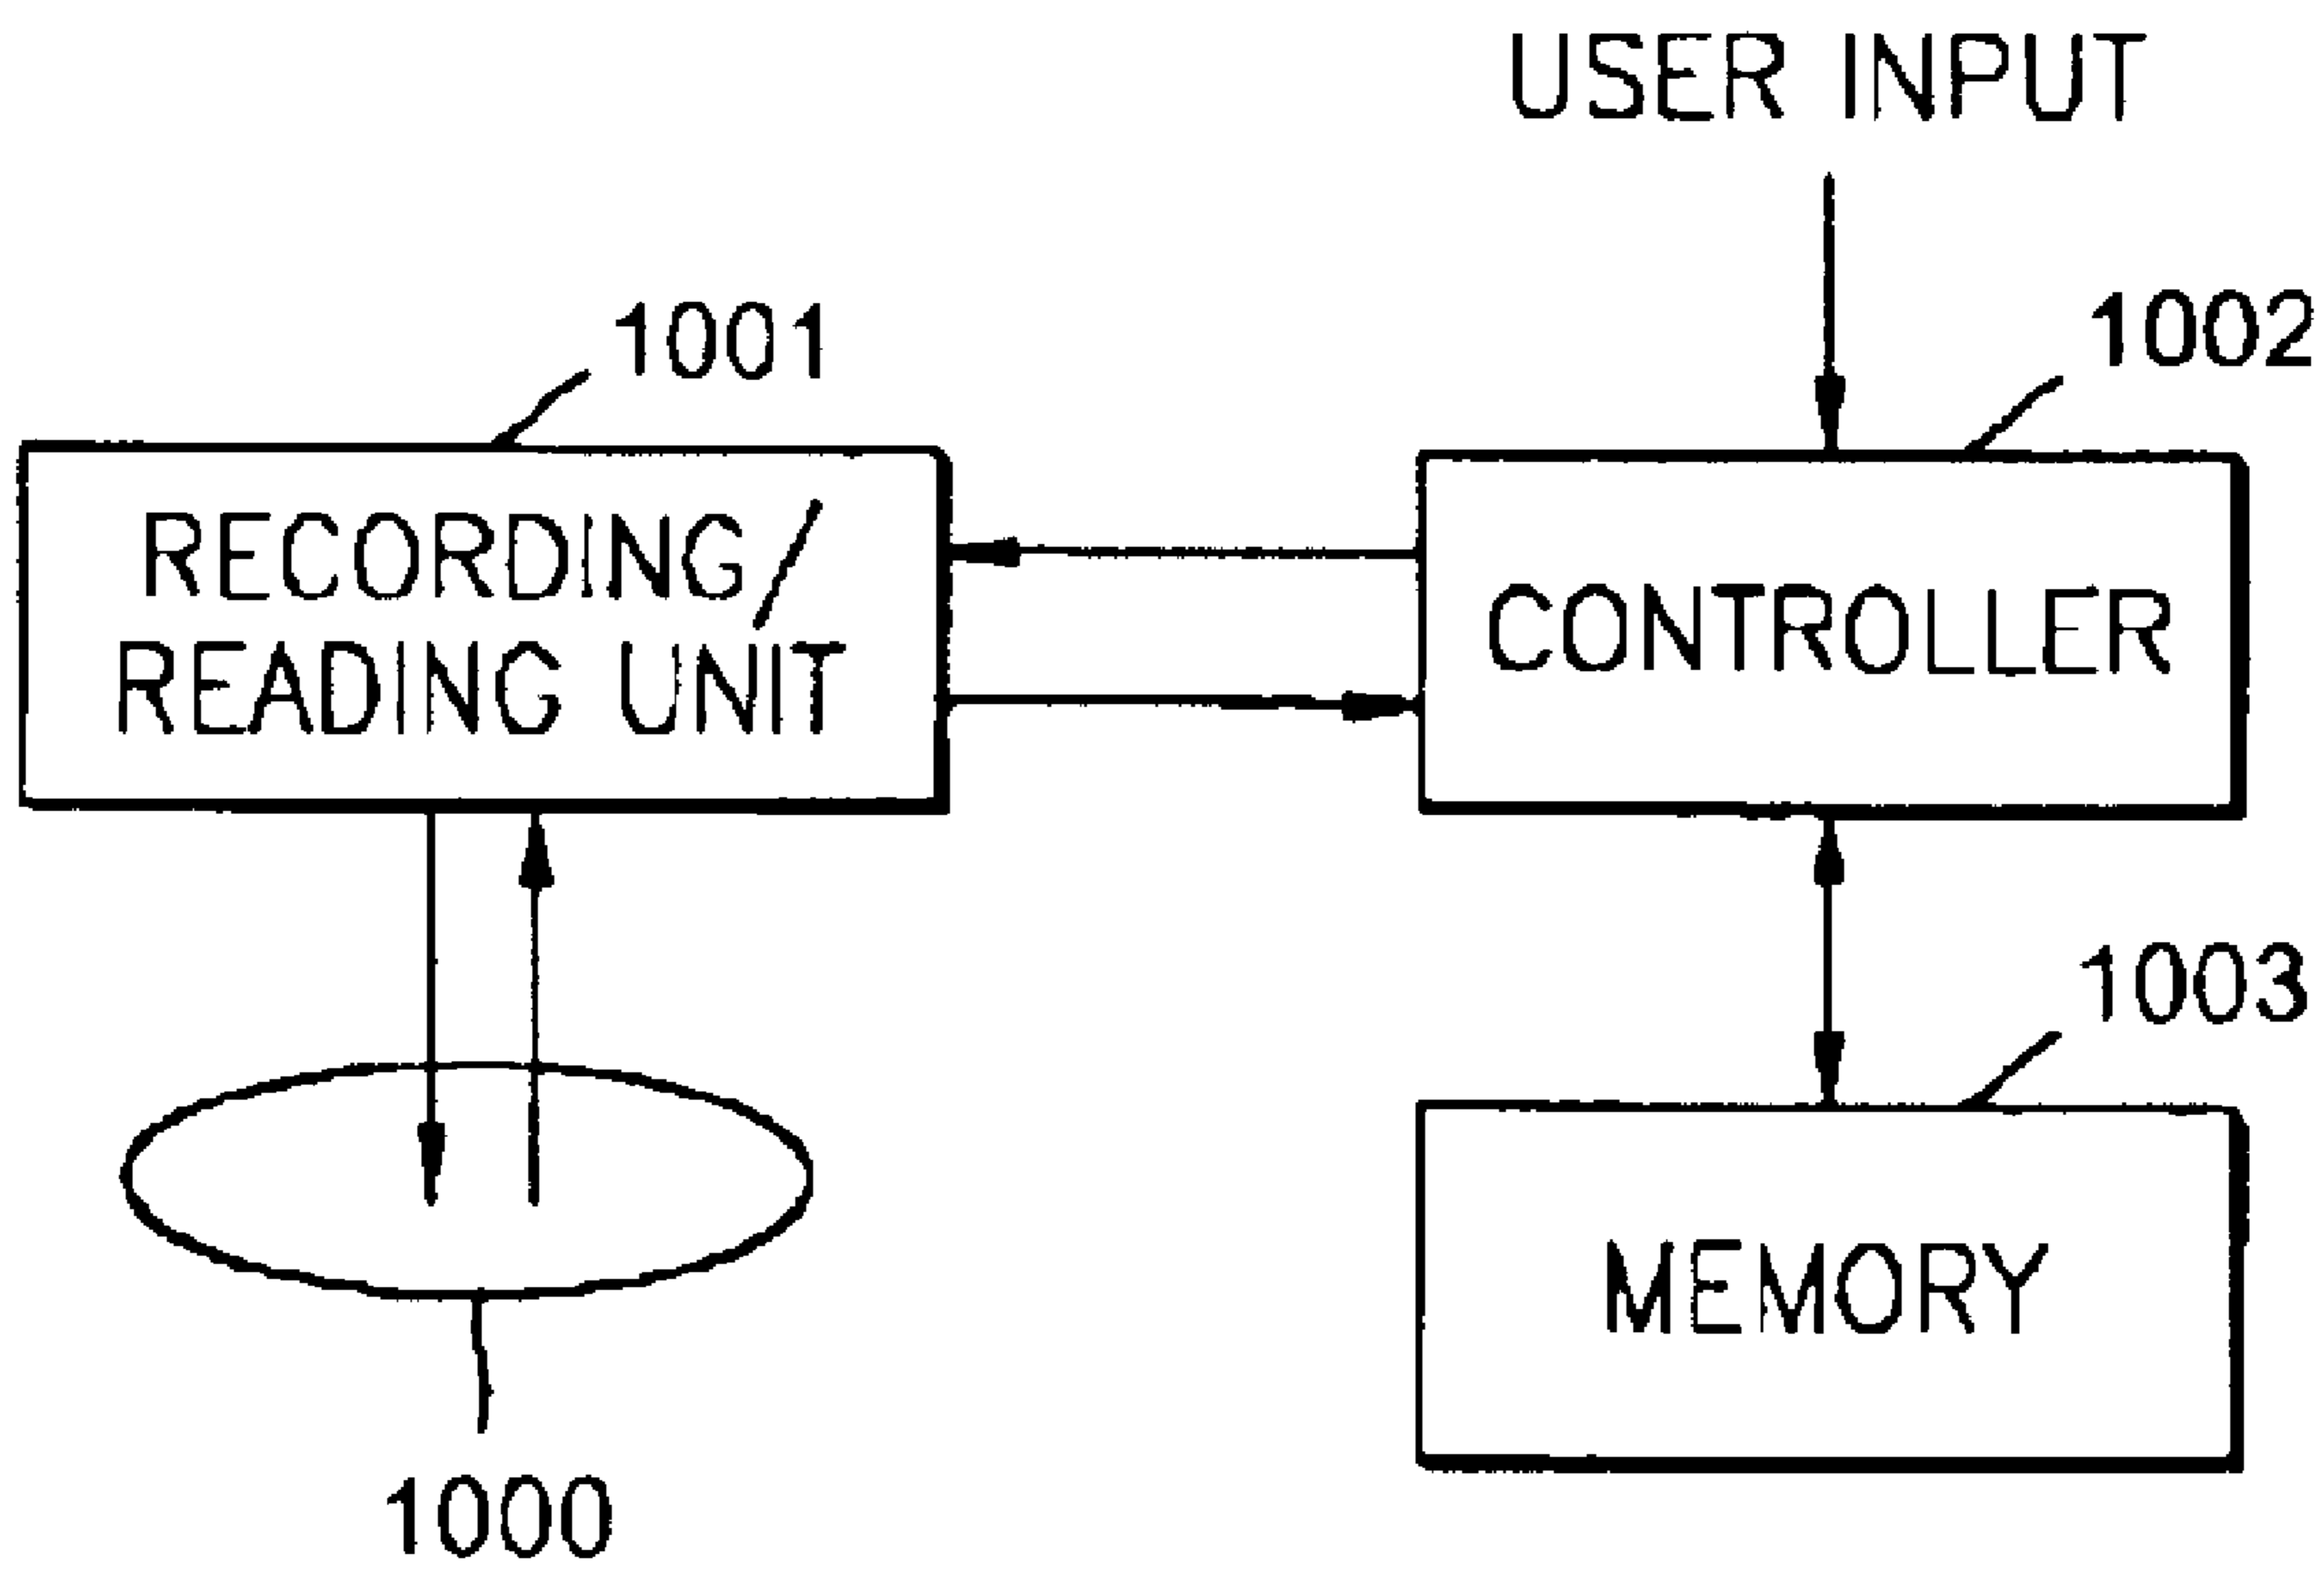 USER INPUT
1001
1002
RECORDING/
READING UNIT
CONTROLLER
1003
MEMORY
1000